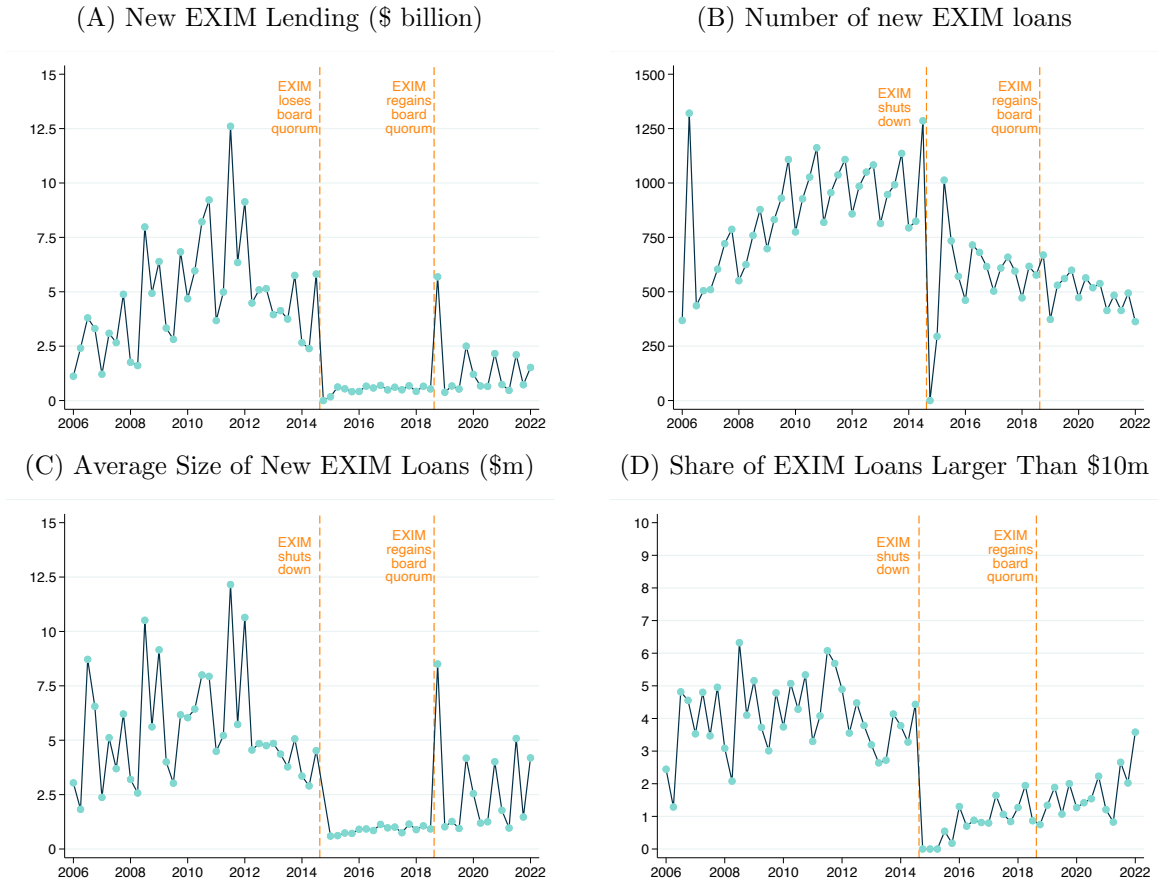 (A) New EXIM Lending ($ billion)
15
12.5
10
7.5
5
2.5
0
EXIM
loses
board
quorum
EXIM
regains
board
quorum
2006 2008 2010 2012 2014 2016 2018 2020 2022
(B) Number of new EXIM loans
1500
1250
1000
750
500
250
0
EXIM
shuts
down
EXIM
regains
board
quorum
2006 2008 2010 2012 2014 2016 2018 2020 2022
(C) Average Size of New EXIM Loans ($m)
15
12.5
10
7.5
5
2.5
0
EXIM
shuts
down
EXIM
regains
board
quorum
2006 2008 2010 2012 2014 2016 2018 2020 2022
(D) Share of EXIM Loans Larger Than $10m
10
9
8
7
6
5
4
3
2
1
0
EXIM
shuts
down
EXIM
regains
board
quorum
2006 2008 2010 2012 2014 2016 2018 2020 2022